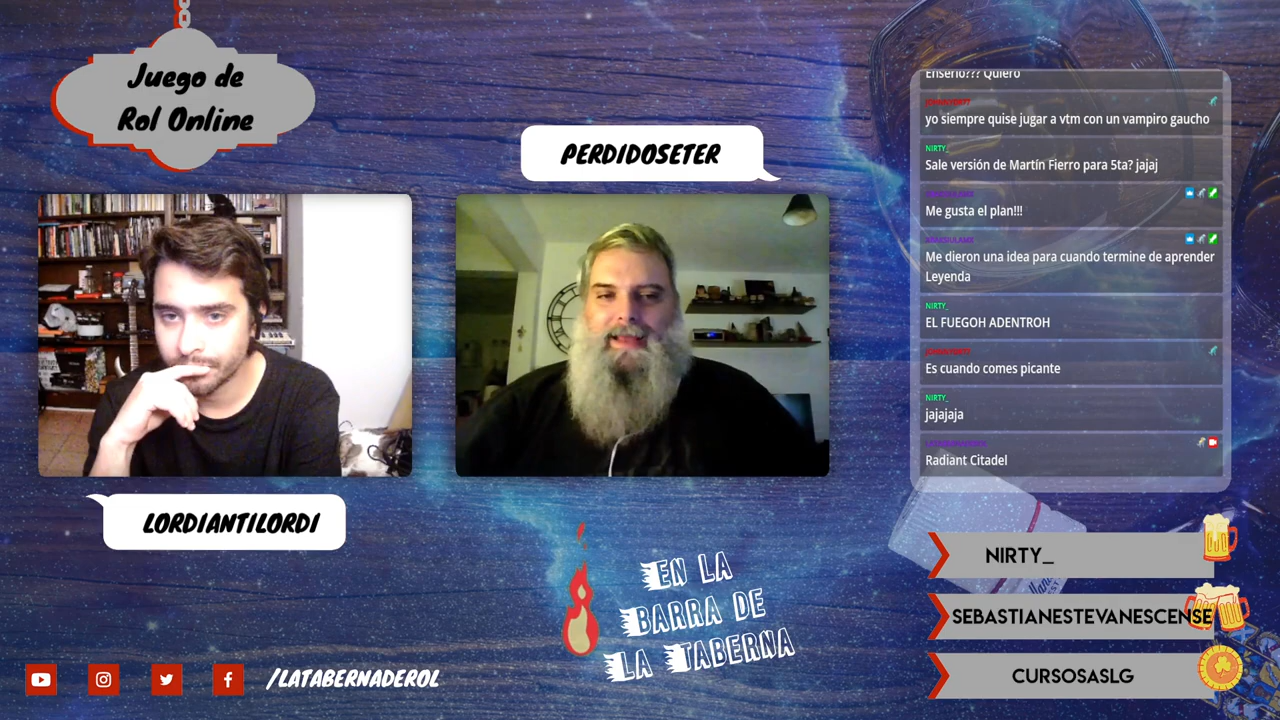 Juego de
Rol Online
PERDIDOSETER
LORDIANTILORDI
Enserio??? Quiero
yo siempre quise jugar a vtm con un vampiro gaucho
NIRTY_
Sale versión de Martín Fierro para 5ta? jajaj
Me gusta el plan!!!
Me dieron una idea para cuando termine de aprender
Leyenda
NIRTY_
EL FUEGOH ADENTROH
Es cuando comes picante
NIRTY_
jajajaja
Radiant Citadel
EN LA
BARRA DE
LA TABERNA
NIRTY_
SEBASTIANESTEVANESCENSE
CURSOSASLG
/LATABERNADEROL